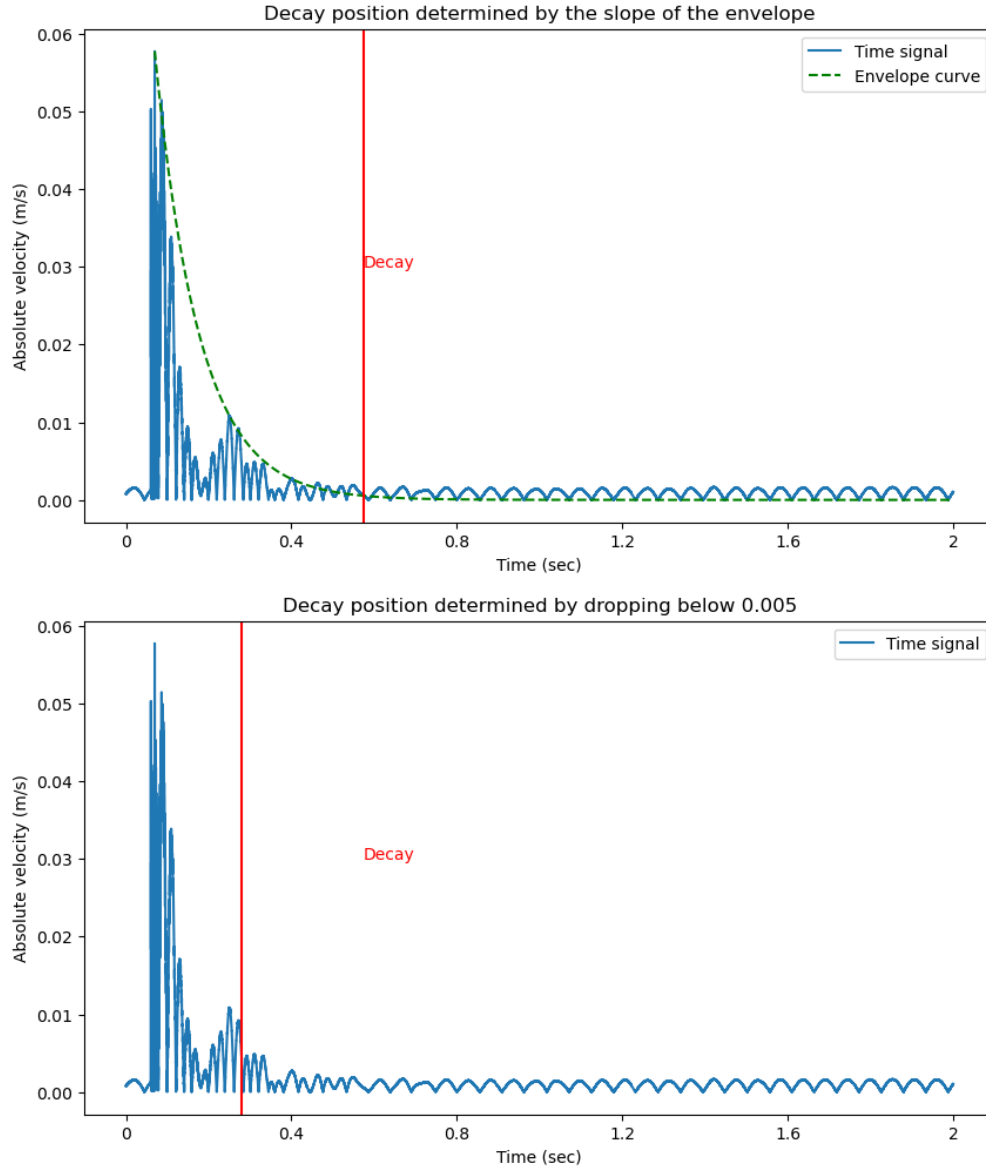 Decay position determined by the slope of the envelope
0.06
0.05
0.04
0.03
0.02
0.01
0.00
Absolute velocity (m/s)
Time signal
Envelope curve
Decay
0
0.4
0.8
1.2
1.6
2
Time (sec)
Decay position determined by dropping below 0.005
0.06
0.05
0.04
0.03
0.02
0.01
0.00
Absolute velocity (m/s)
Time signal
Decay
0
0.4
0.8
1.2
1.6
2
Time (sec)